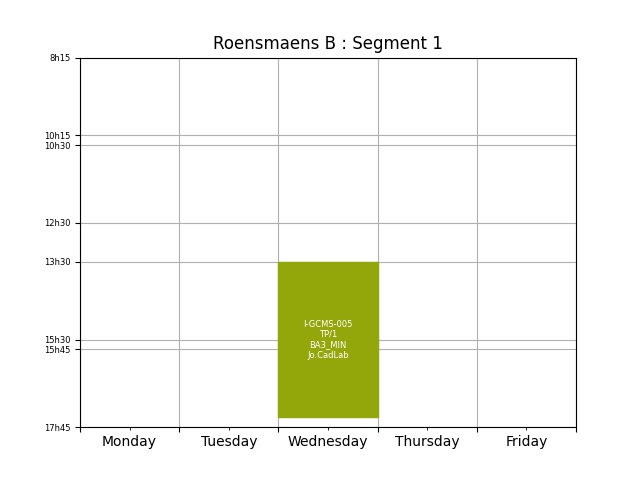 Roensmaens B : Segment 1
8h15
10h15
10h30
12h30
13h30
I-GCMS-005
TP/1
BA3_MIN
Jo.CadLab
15h30
15h45
17h45
Monday Tuesday Wednesday Thursday Friday